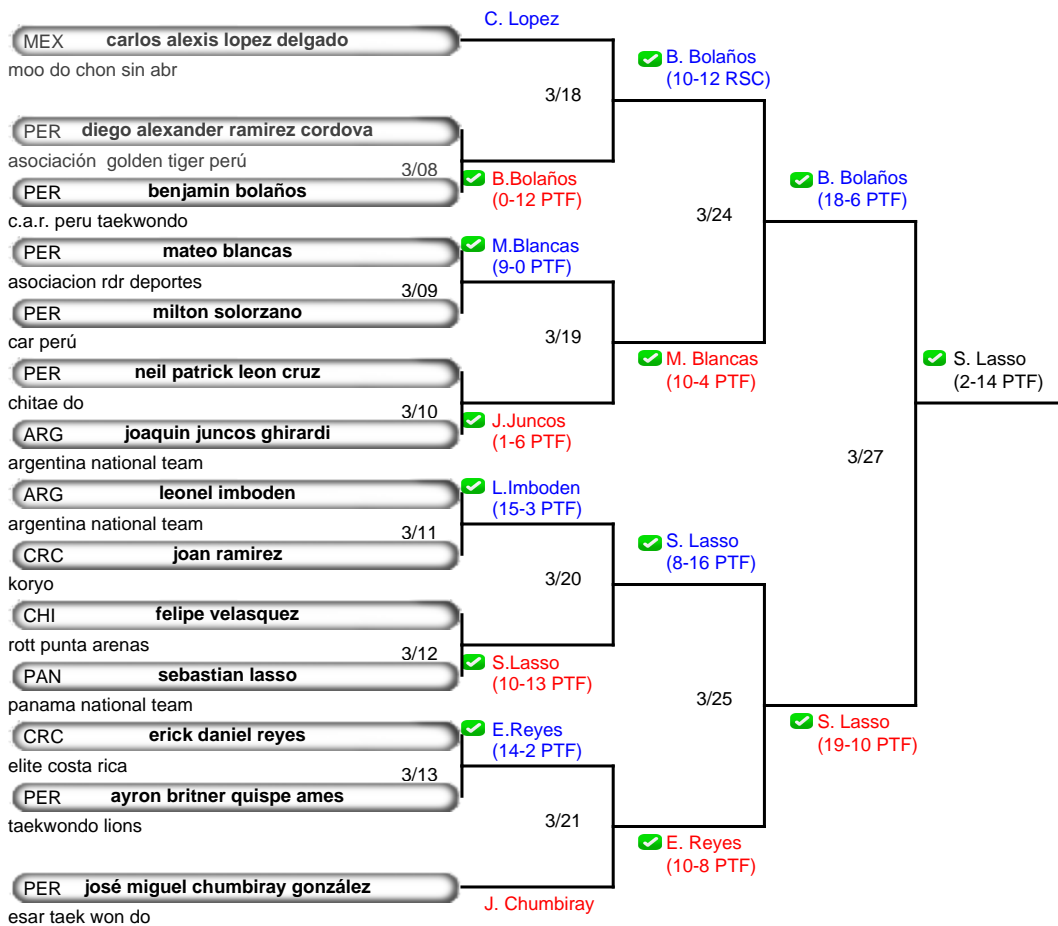 C. Lopez
MEX carlos alexis lopez delgado
moo do chon sin abr
B. Bolaños
(10-12 RSC)
3/18
PER diego alexander ramirez cordova
asociación golden tiger perú
3/08
PER benjamin bolaños
B.Bolaños
(0-12 PTF)
c.a.r. peru taekwondo
B. Bolaños
(18-6 PTF)
3/24
PER mateo blancas
M.Blancas
(9-0 PTF)
asociacion rdr deportes
3/09
PER milton solorzano
car perú
3/19
PER neil patrick leon cruz
M. Blancas
(10-4 PTF)
chitae do
3/10
ARG joaquin juncos ghirardi
J.Juncos
(1-6 PTF)
argentina national team
S. Lasso
(2-14 PTF)
3/27
ARG leonel imboden
L.Imboden
(15-3 PTF)
argentina national team
3/11
CRC joan ramirez
koryo
S. Lasso
(8-16 PTF)
3/20
CHI felipe velasquez
rott punta arenas
3/12
PAN sebastian lasso
S.Lasso
(10-13 PTF)
panama national team
3/25
CRC erick daniel reyes
E.Reyes
(14-2 PTF)
S. Lasso
(19-10 PTF)
elite costa rica
3/13
PER ayron britner quispe ames
taekwondo lions
3/21
E. Reyes
(10-8 PTF)
PER josé miguel chumbiray gonzález
J. Chumbiray
esar taek won do